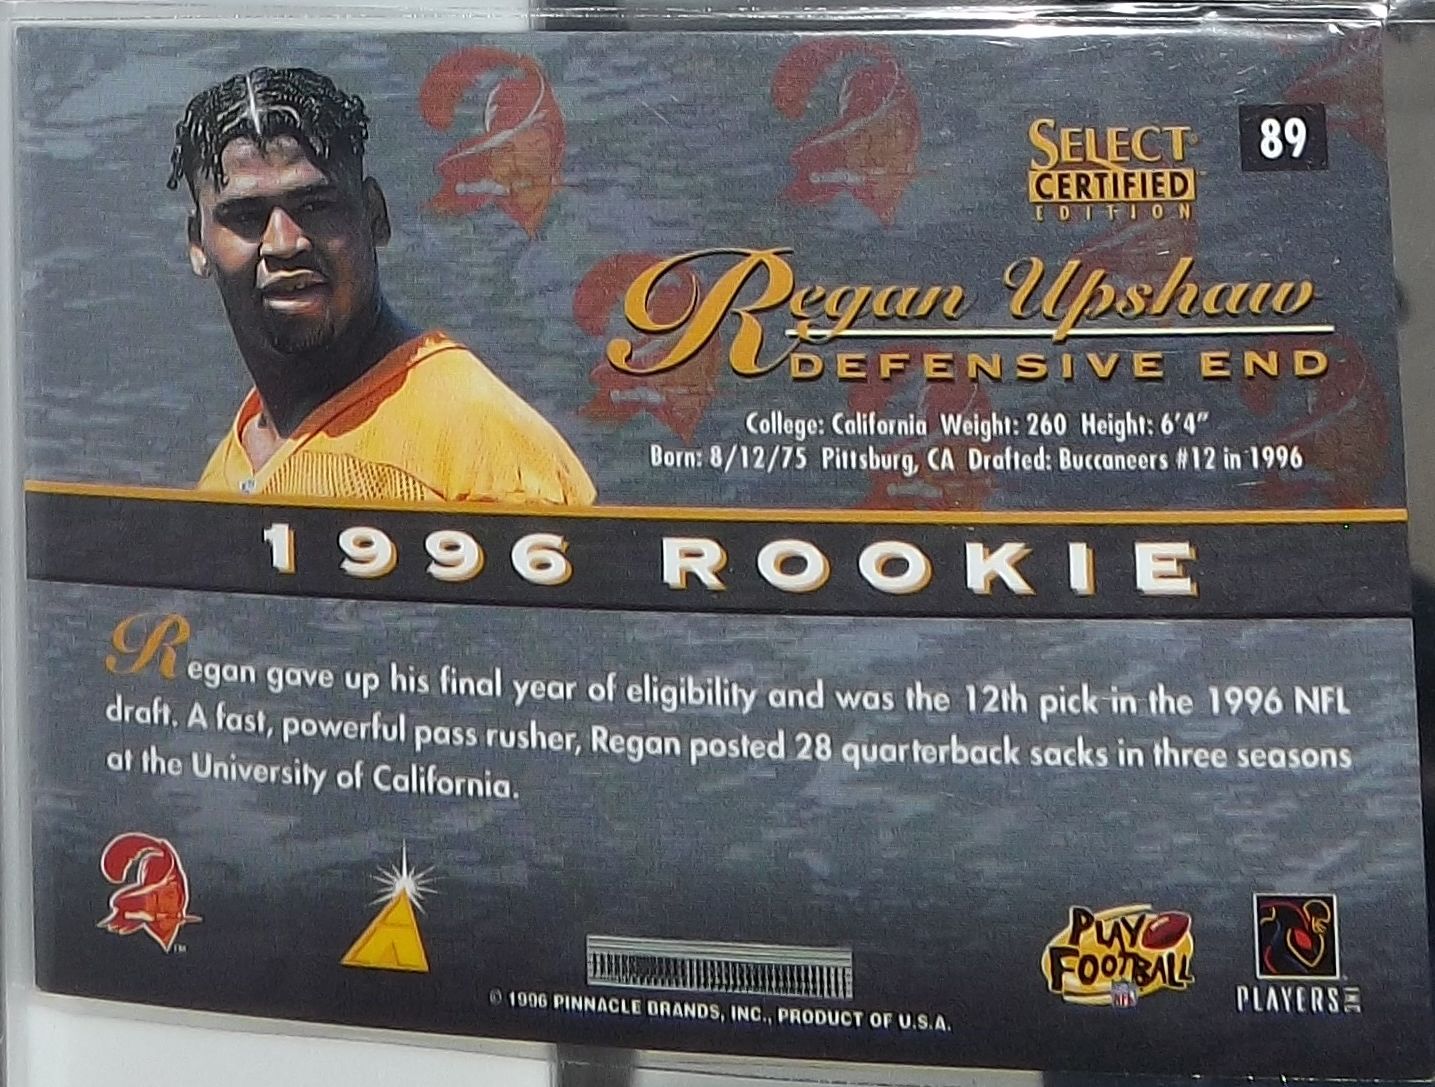 SELECT
CERTIFIED
EDITION
89
Regan Upshaw
DEFENSIVE END
College: California Weight: 260 Height: 6'4"
Born: 8/12/75 Pittsburg, CA Drafted: Buccaneers #12 in 1996
1996 ROOKIE
Regan gave up his final year of eligibility and was the 12th pick in the 1996 NFL
draft. A fast, powerful pass rusher, Regan posted 28 quarterback sacks in three seasons
at the University of California.
TM
PLAY
FOOTBALL
NFL
PLAYERS INC
© 1996 PINNACLE BRANDS, INC., PRODUCT OF U.S.A.